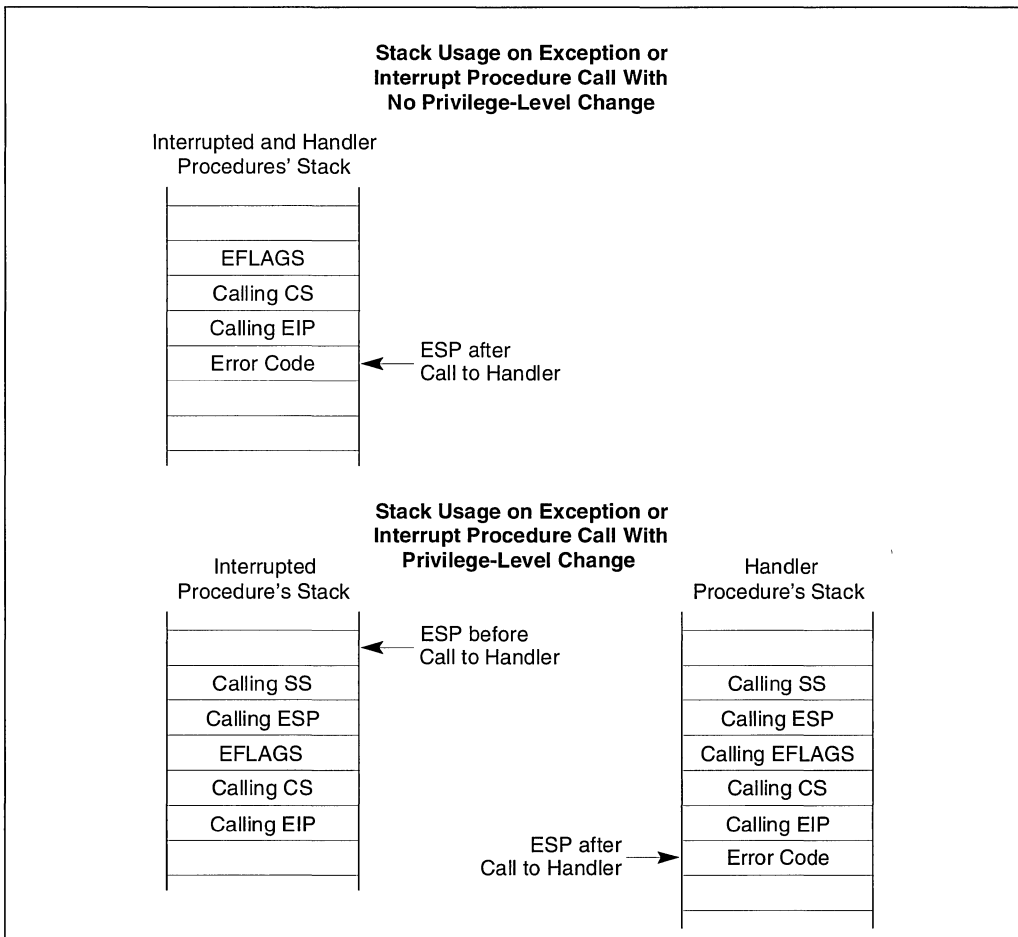 Stack Usage on Exception or
Interrupt Procedure Call With
No Privilege-Level Change
Interrupted and Handler
Procedures' Stack
EFLAGS
Calling CS
Calling EIP
Error Code
ESP after
Call to Handler
Stack Usage on Exception or
Interrupt Procedure Call With
Privilege-Level Change
Interrupted
Procedure's Stack
ESP before
Call to Handler
Calling SS
Calling ESP
EFLAGS
Calling CS
Calling EIP
Handler
Procedure's Stack
Calling SS
Calling ESP
Calling EFLAGS
Calling CS
Calling EIP
Error Code
ESP after
Call to Handler